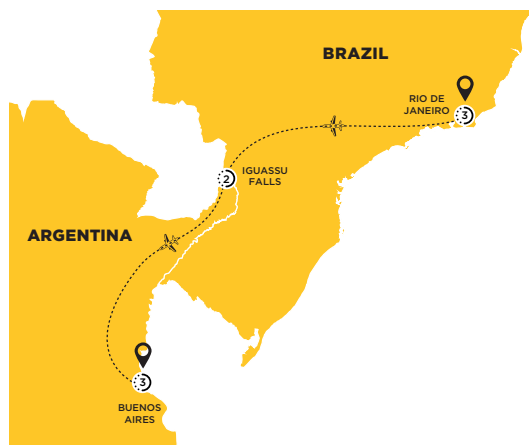 BRAZIL
RIO DE
JANEIRO
3
2
IGUASSU
FALLS
ARGENTINA
3
BUENOS
AIRES